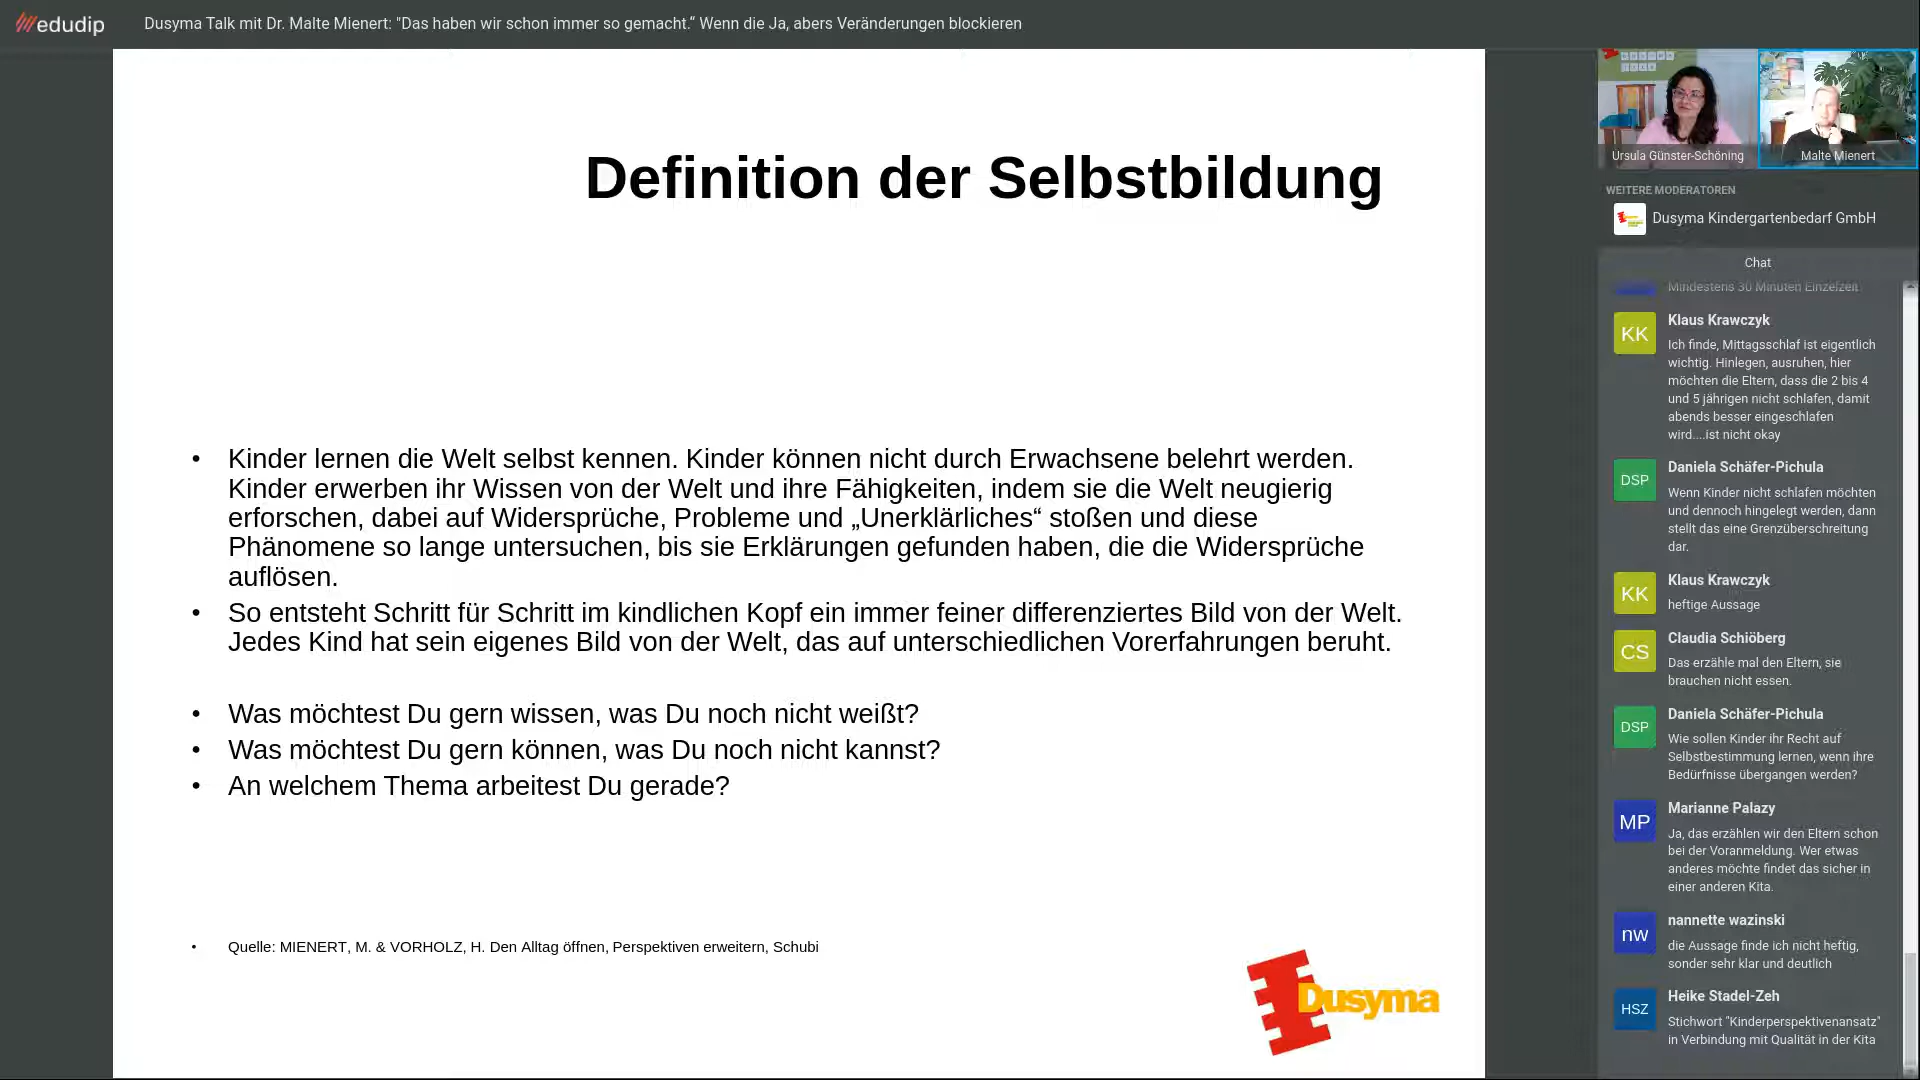 edudip
Dusyma Talk mit Dr. Malte Mienert: "Das haben wir schon immer so gemacht.“ Wenn die Ja, abers Veränderungen blockieren
Definition der Selbstbildung
• Kinder lernen die Welt selbst kennen. Kinder können nicht durch Erwachsene belehrt werden.
Kinder erwerben ihr Wissen von der Welt und ihre Fähigkeiten, indem sie die Welt neugierig
erforschen, dabei auf Widersprüche, Probleme und „Unerklärliches“ stoßen und diese
Phänomene so lange untersuchen, bis sie Erklärungen gefunden haben, die die Widersprüche
auflösen.
• So entsteht Schritt für Schritt im kindlichen Kopf ein immer feiner differenziertes Bild von der Welt.
Jedes Kind hat sein eigenes Bild von der Welt, das auf unterschiedlichen Vorerfahrungen beruht.
• Was möchtest Du gern wissen, was Du noch nicht weißt?
• Was möchtest Du gern können, was Du noch nicht kannst?
• An welchem Thema arbeitest Du gerade?
• Quelle: MIENERT, M. & VORHOLZ, H. Den Alltag öffnen, Perspektiven erweitern, Schubi
Dusyma
Ursula Günster-Schöning
Malte Mienert
WEITERE MODERATOREN
Dusyma Kindergartenbedarf GmbH
Chat
Mindestens 30 Minuten Einzelzeit
KK
Klaus Krawczyk
Ich finde, Mittagsschlaf ist eigentlich
wichtig. Hinlegen, ausruhen, hier
möchten die Eltern, dass die 2 bis 4
und 5 jährigen nicht schlafen, damit
abends besser eingeschlafen
wird....ist nicht okay
DSP
Daniela Schäfer-Pichula
Wenn Kinder nicht schlafen möchten
und dennoch hingelegt werden, dann
stellt das eine Grenzüberschreitung
dar.
KK
Klaus Krawczyk
heftige Aussage
CS
Claudia Schiöberg
Das erzähle mal den Eltern, sie
brauchen nicht essen.
DSP
Daniela Schäfer-Pichula
Wie sollen Kinder ihr Recht auf
Selbstbestimmung lernen, wenn ihre
Bedürfnisse übergangen werden?
MP
Marianne Palazy
Ja, das erzählen wir den Eltern schon
bei der Voranmeldung. Wer etwas
anderes möchte findet das sicher in
einer anderen Kita.
nw
nannette wazinski
die Aussage finde ich nicht heftig,
sonder sehr klar und deutlich
HSZ
Heike Stadel-Zeh
Stichwort "Kinderperspektivenansatz"
in Verbindung mit Qualität in der Kita